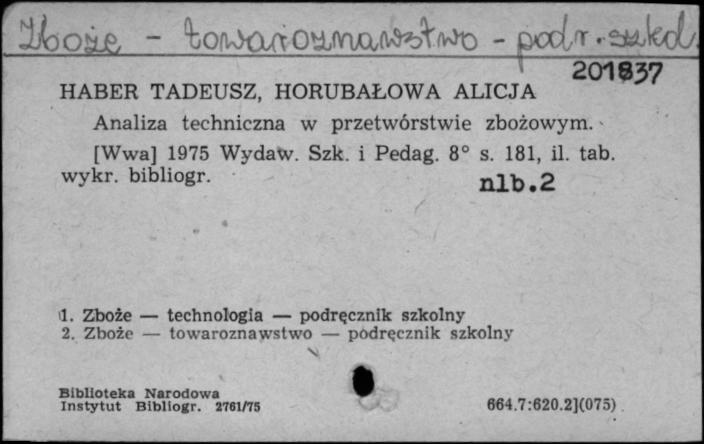 Zboże - towaroznawstwo - podr. szkol.
201837
HABER TADEUSZ, HORUBAŁOWA ALICJA
Analiza techniczna w przetwórstwie zbożowym.
[Wwa] 1975 Wydaw. Szk. i Pedag. 8° s. 181, il. tab.
wykr. bibliogr.
nlb.2
1. Zboże — technologia — podręcznik szkolny
2. Zboże — towaroznawstwo — podręcznik szkolny
Biblioteka Narodowa
Instytut Bibliogr. 2761/75
664.7:620.2](075)